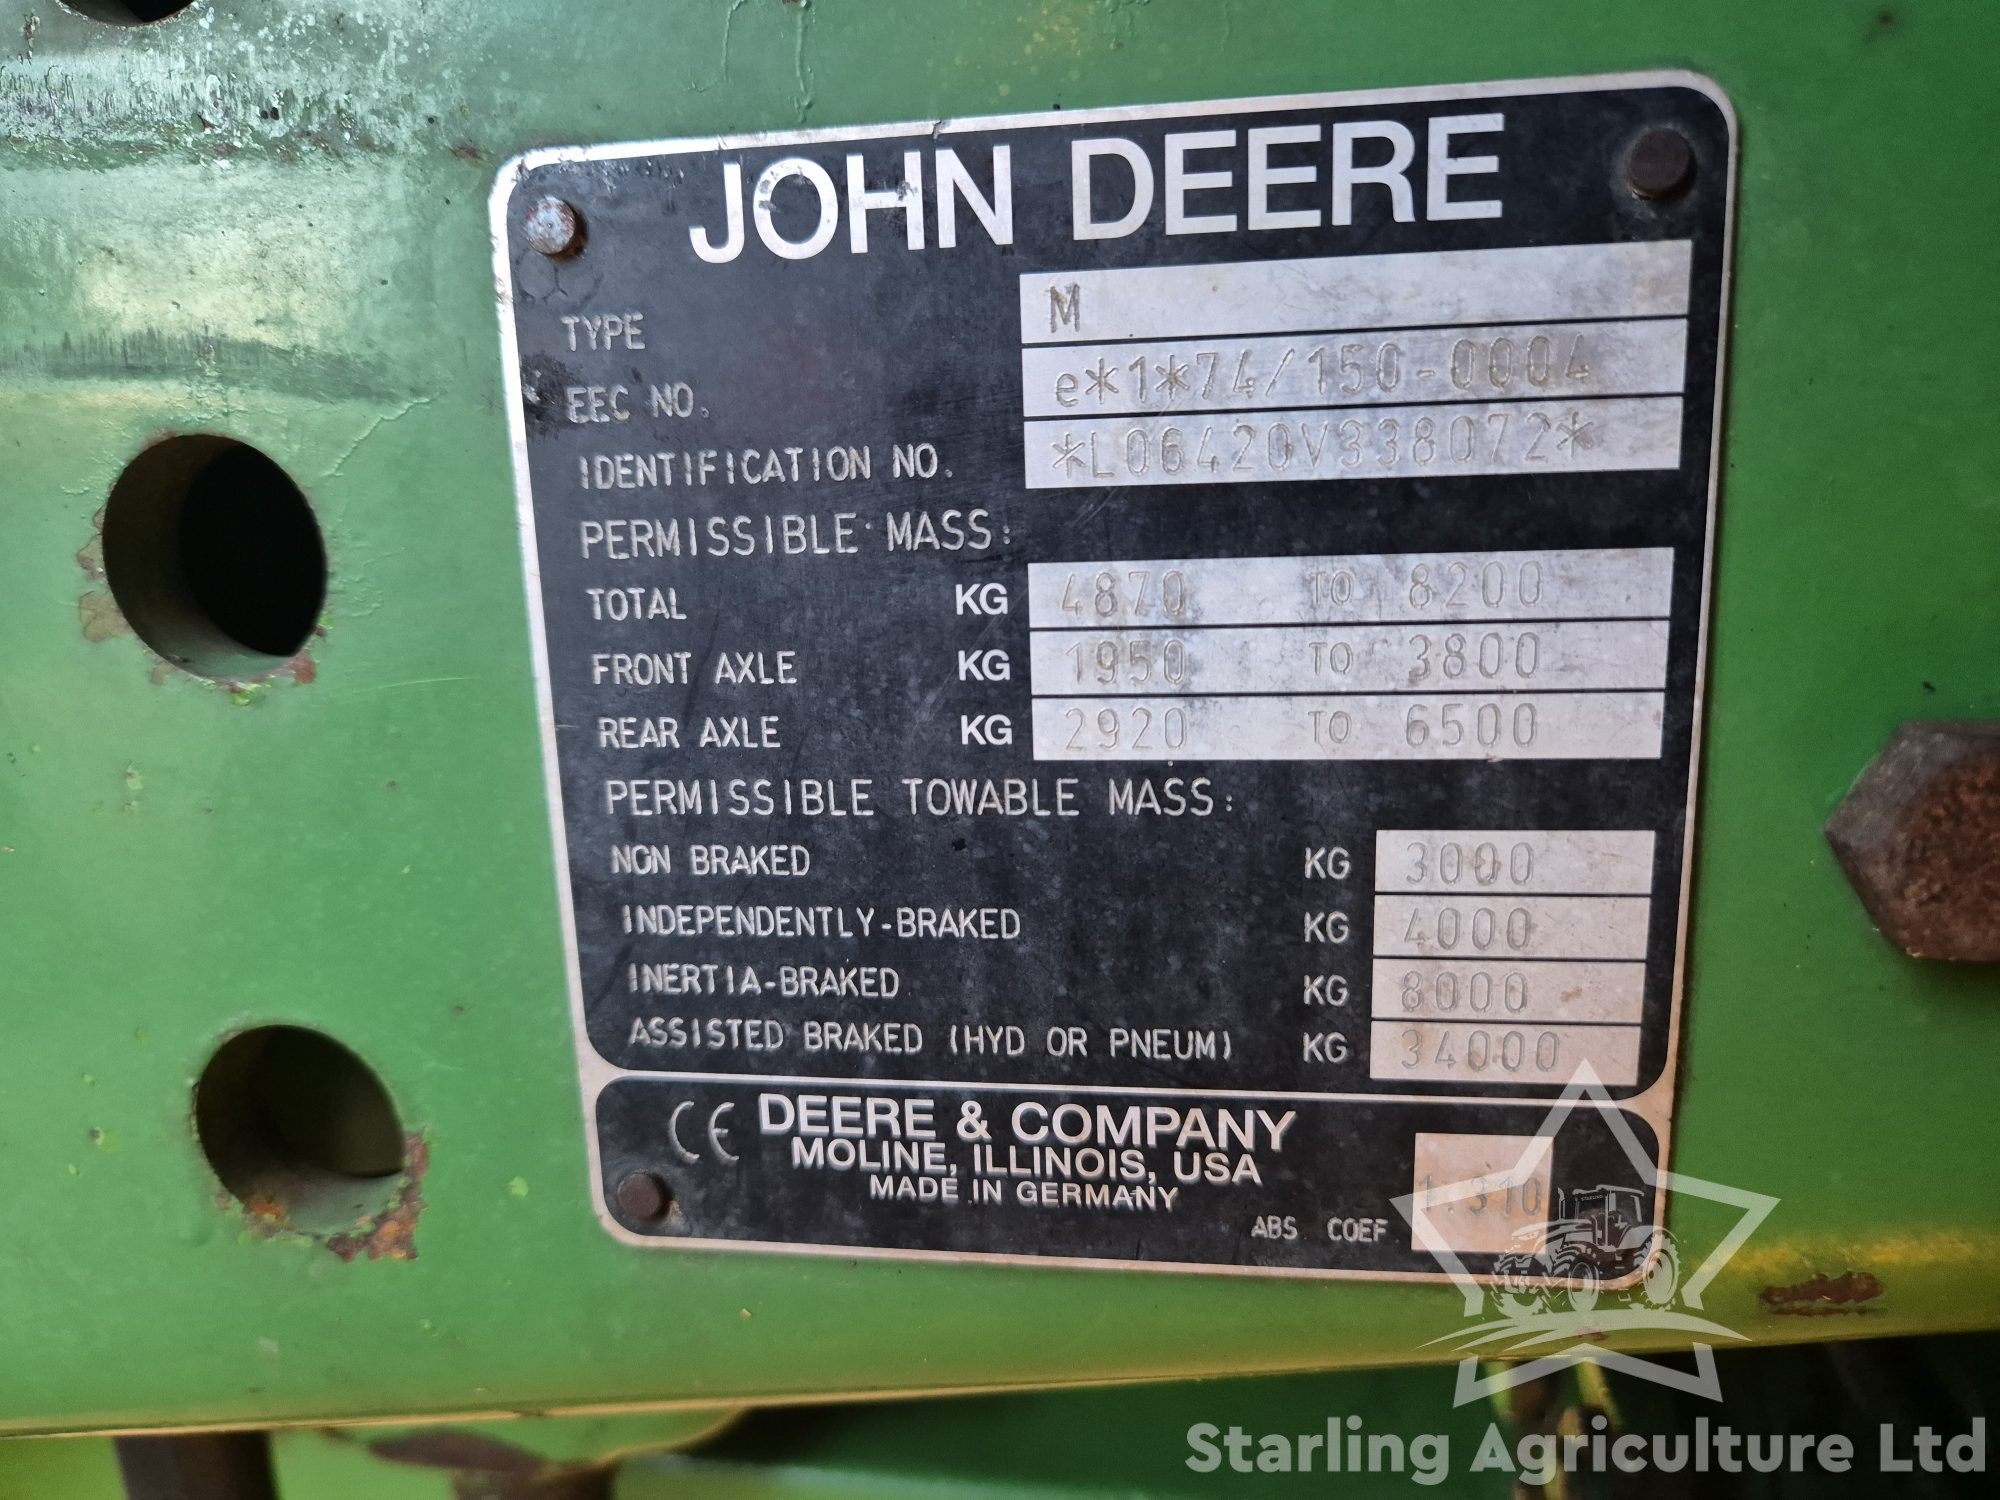 JOHN DEERE
TYPE M
EEC NO. e*1*74/150-0004
IDENTIFICATION NO. *L06420V338072*
PERMISSIBLE MASS:
TOTAL KG 4870 TO 8200
FRONT AXLE KG 1950 TO 3800
REAR AXLE KG 2920 TO 6500
PERMISSIBLE TOWABLE MASS:
NON BRAKED KG 3000
INDEPENDENTLY-BRAKED KG 4000
INERTIA-BRAKED KG 8000
ASSISTED BRAKED (HYD OR PNEUM) KG 34000
CE DEERE & COMPANY
MOLINE, ILLINOIS, USA
MADE IN GERMANY
ABS. COEF. 1.310
Starling Agriculture Ltd